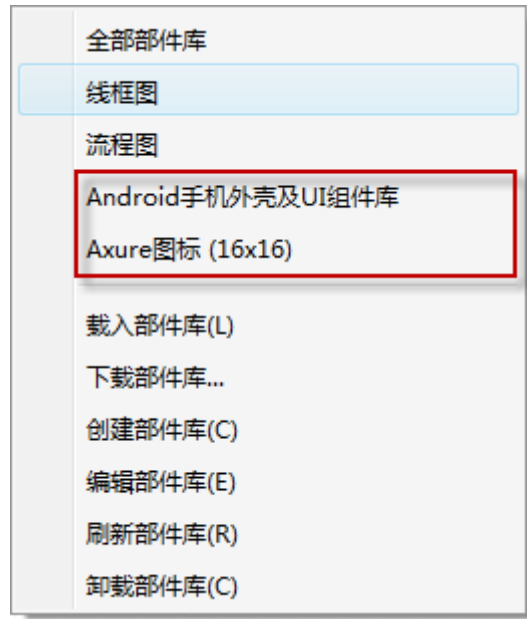 全部部件库
线框图
流程图
Android手机外壳及UI组件库
Axure图标 (16x16)
载入部件库(L)
下载部件库...
创建部件库(C)
编辑部件库(E)
刷新部件库(R)
卸载部件库(C)